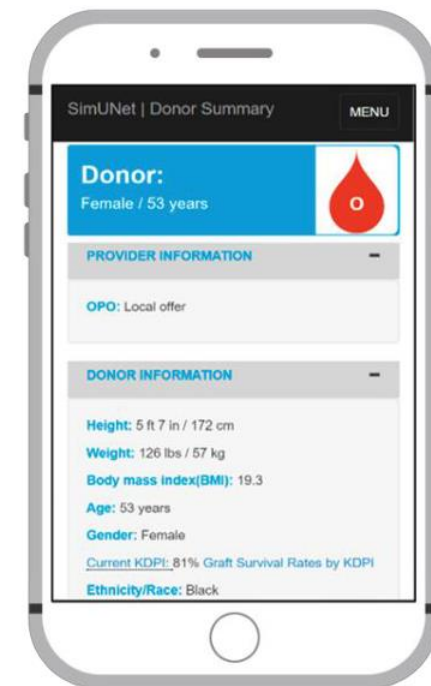 SimUNet | Donor Summary
MENU
Donor:
Female / 53 years
O
PROVIDER INFORMATION
OPO: Local offer
DONOR INFORMATION
Height: 5 ft 7 in / 172 cm
Weight: 126 lbs / 57 kg
Body mass index(BMI): 19.3
Age: 53 years
Gender: Female
Current KDPI: 81% Graft Survival Rates by KDPI
Ethnicity/Race: Black